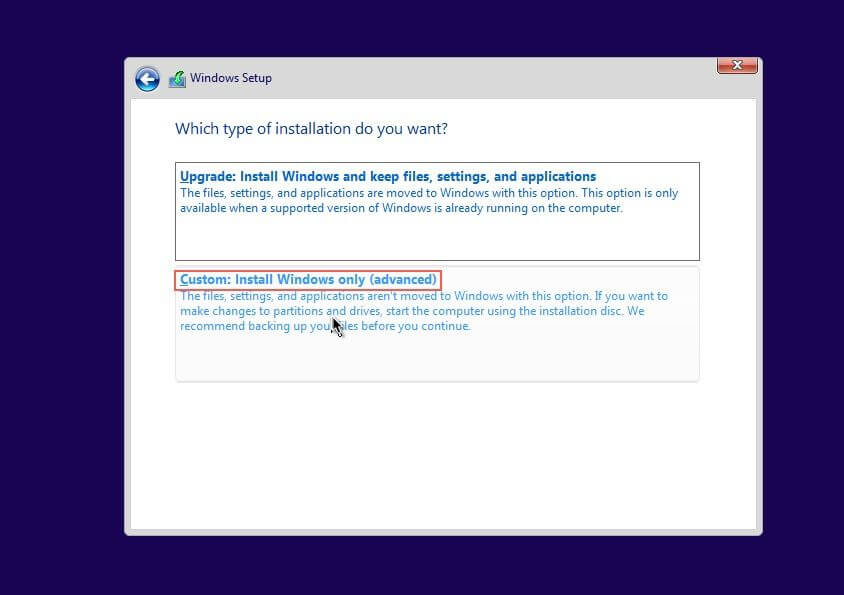 Windows Setup
Which type of installation do you want?
Upgrade: Install Windows and keep files, settings, and applications
The files, settings, and applications are moved to Windows with this option. This option is only
available when a supported version of Windows is already running on the computer.
Custom: Install Windows only (advanced)
The files, settings, and applications aren't moved to Windows with this option. If you want to
make changes to partitions and drives, start the computer using the installation disc. We
recommend backing up your files before you continue.